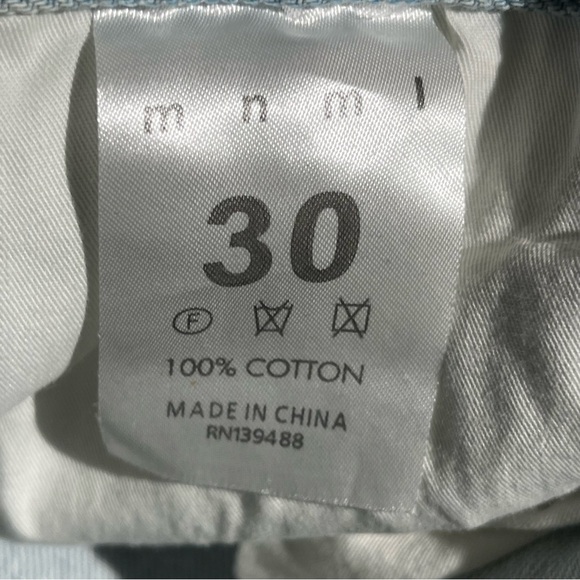 m n m l
30
F
100% COTTON
MADE IN CHINA
RN139488